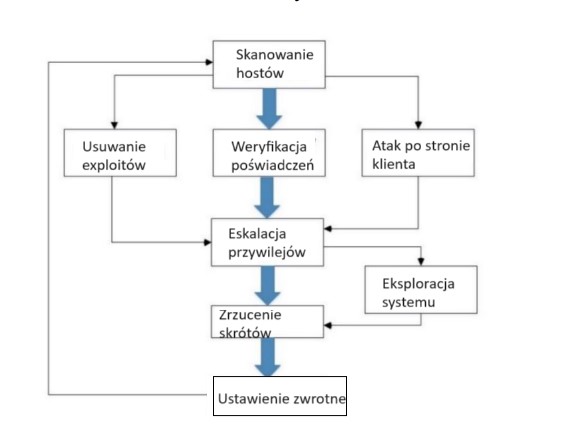 Skanowanie
hostów
Usuwanie
exploitów
Weryfikacja
poświadczeń
Atak po stronie
klienta
Eskalacja
przywilejów
Eksploracja
systemu
Zrzucenie
skrótów
Ustawienie zwrotne